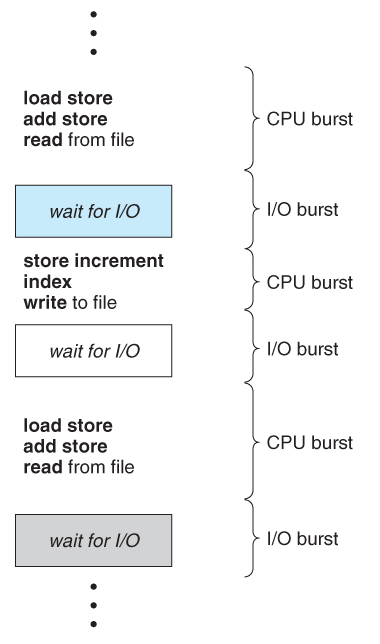 load store
add store
read from file
CPU burst
wait for I/O
I/O burst
store increment
index
write to file
CPU burst
wait for I/O
I/O burst
load store
add store
read from file
CPU burst
wait for I/O
I/O burst